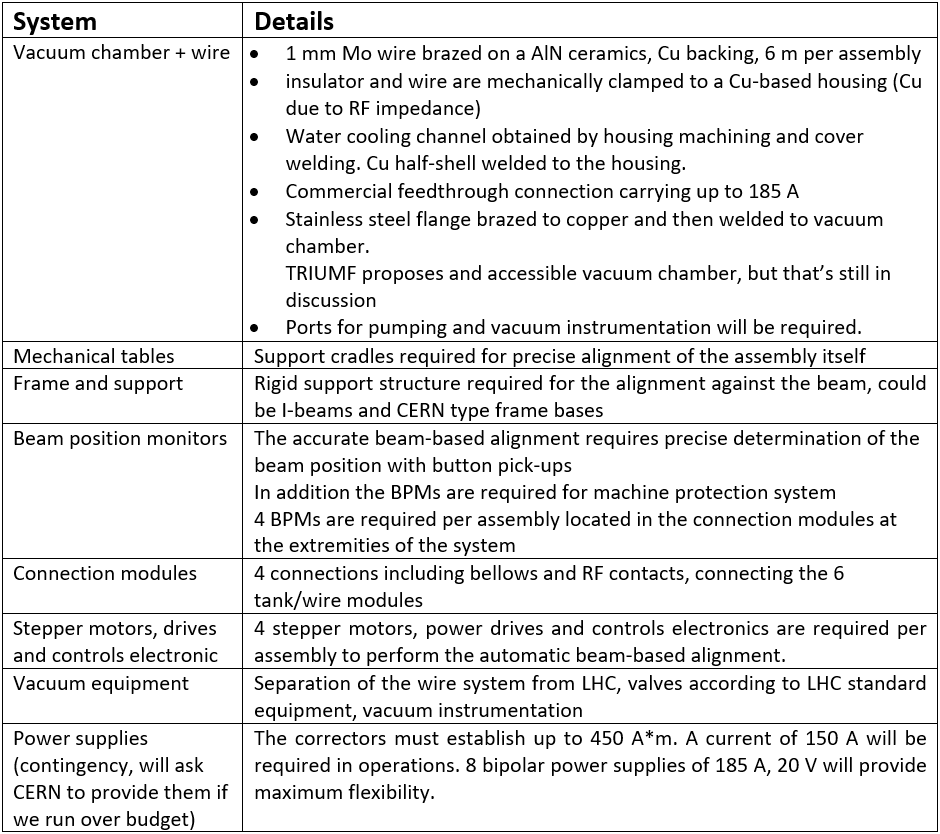 System Details
Vacuum chamber + wire
• 1 mm Mo wire brazed on a AlN ceramics, Cu backing, 6 m per assembly
• insulator and wire are mechanically clamped to a Cu-based housing (Cu
due to RF impedance)
• Water cooling channel obtained by housing machining and cover
welding. Cu half-shell welded to the housing.
• Commercial feedthrough connection carrying up to 185 A
• Stainless steel flange brazed to copper and then welded to vacuum
chamber.
TRIUMF proposes and accessible vacuum chamber, but that’s still in
discussion
• Ports for pumping and vacuum instrumentation will be required.
Mechanical tables
Support cradles required for precise alignment of the assembly itself
Frame and support
Rigid support structure required for the alignment against the beam, could
be I-beams and CERN type frame bases
Beam position monitors
The accurate beam-based alignment requires precise determination of the
beam position with button pick-ups
In addition the BPMs are required for machine protection system
4 BPMs are required per assembly located in the connection modules at
the extremities of the system
Connection modules
4 connections including bellows and RF contacts, connecting the 6
tank/wire modules
Stepper motors, drives
and controls electronic
4 stepper motors, power drives and controls electronics are required per
assembly to perform the automatic beam-based alignment.
Vacuum equipment
Separation of the wire system from LHC, valves according to LHC standard
equipment, vacuum instrumentation
Power supplies
(contingency, will ask
CERN to provide them if
we run over budget)
The correctors must establish up to 450 A*m. A current of 150 A will be
required in operations. 8 bipolar power supplies of 185 A, 20 V will provide
maximum flexibility.